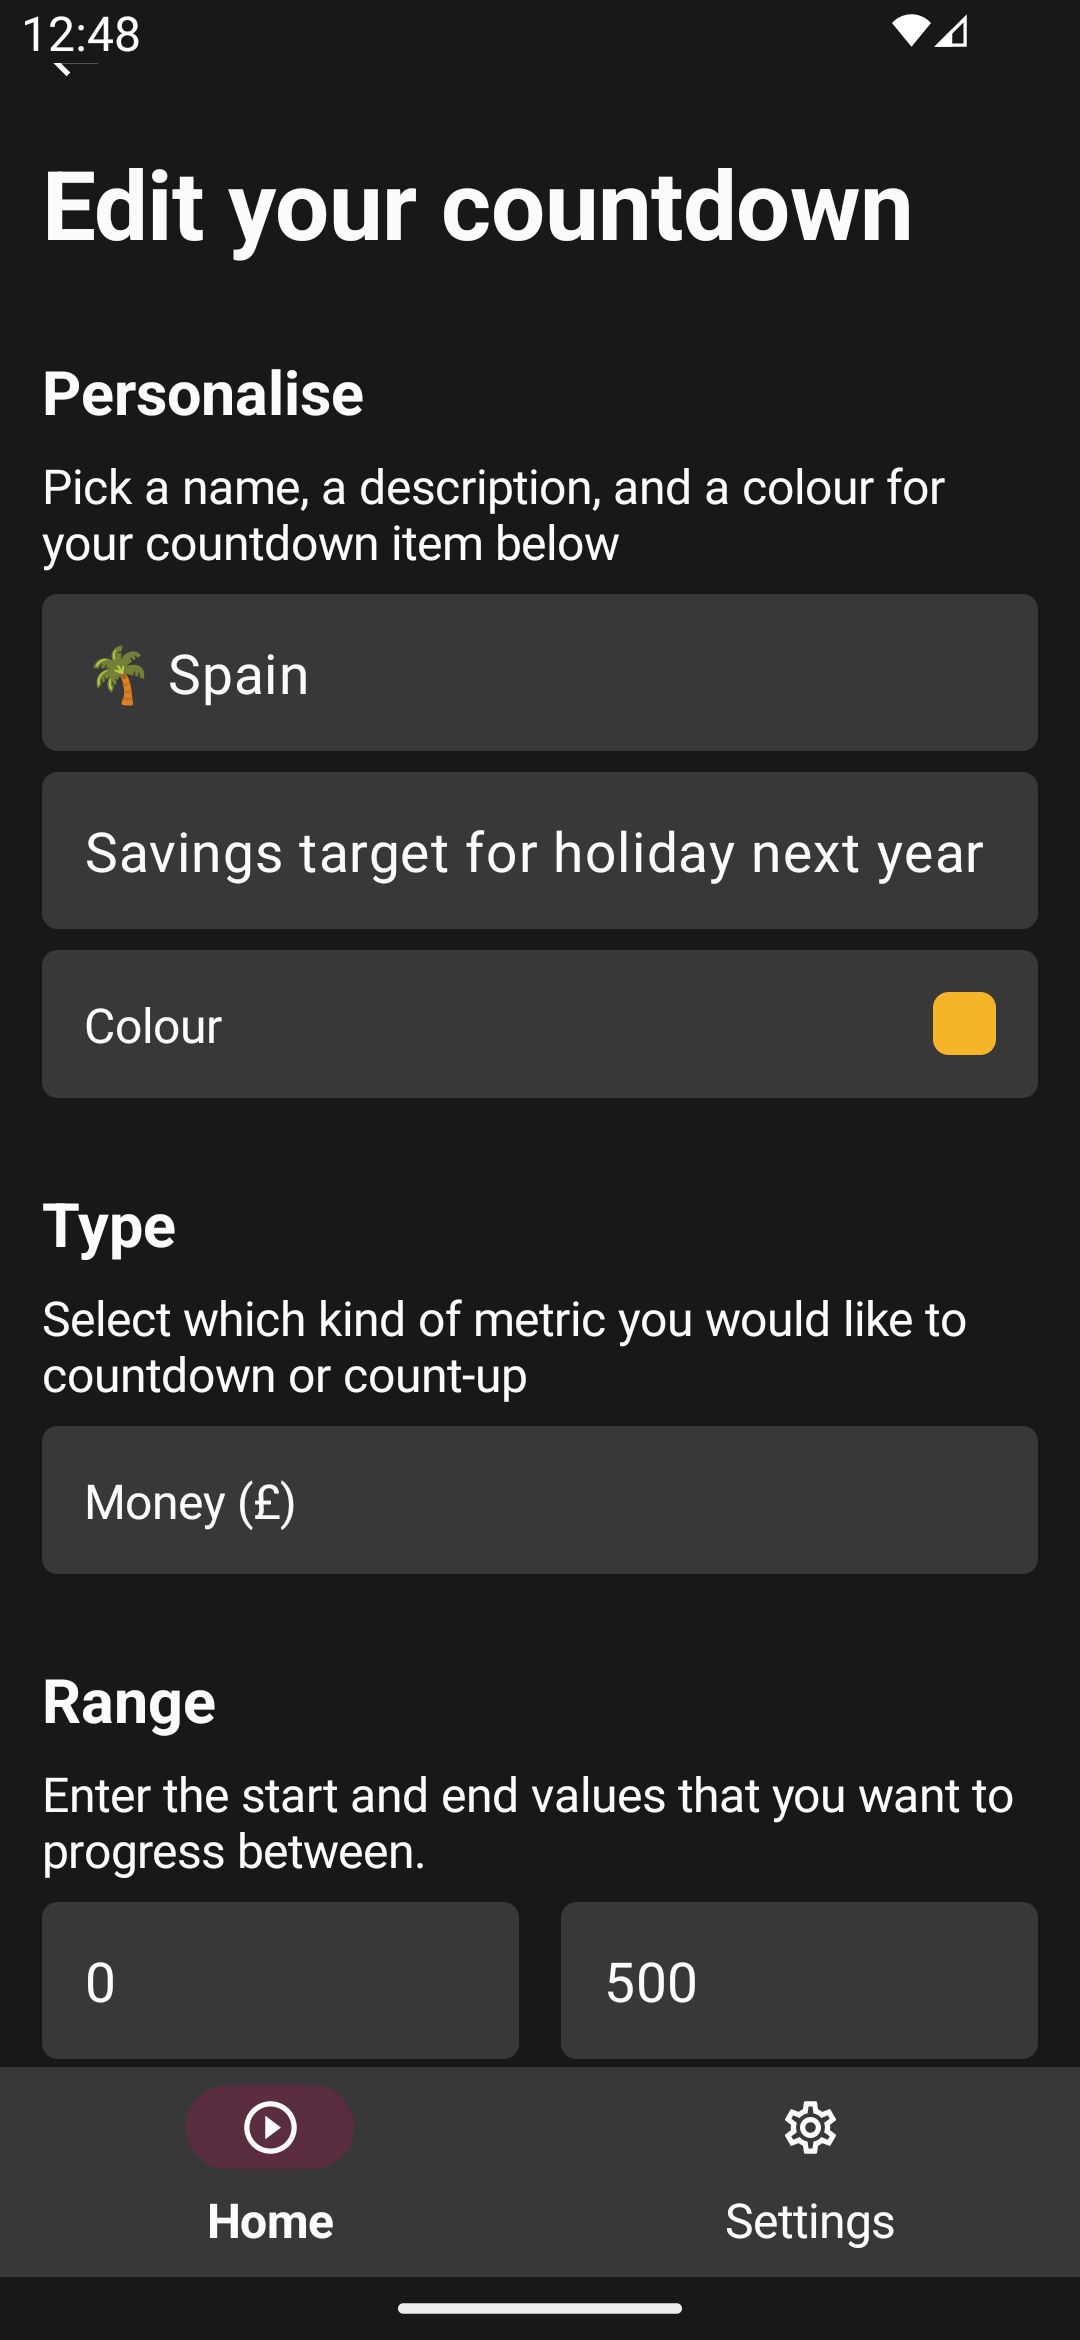 12:48
Edit your countdown
Personalise
Pick a name, a description, and a colour for
your countdown item below
🌴 Spain
Savings target for holiday next year
Colour
Type
Select which kind of metric you would like to
countdown or count-up
Money (£)
Range
Enter the start and end values that you want to
progress between.
0 500
Home Settings